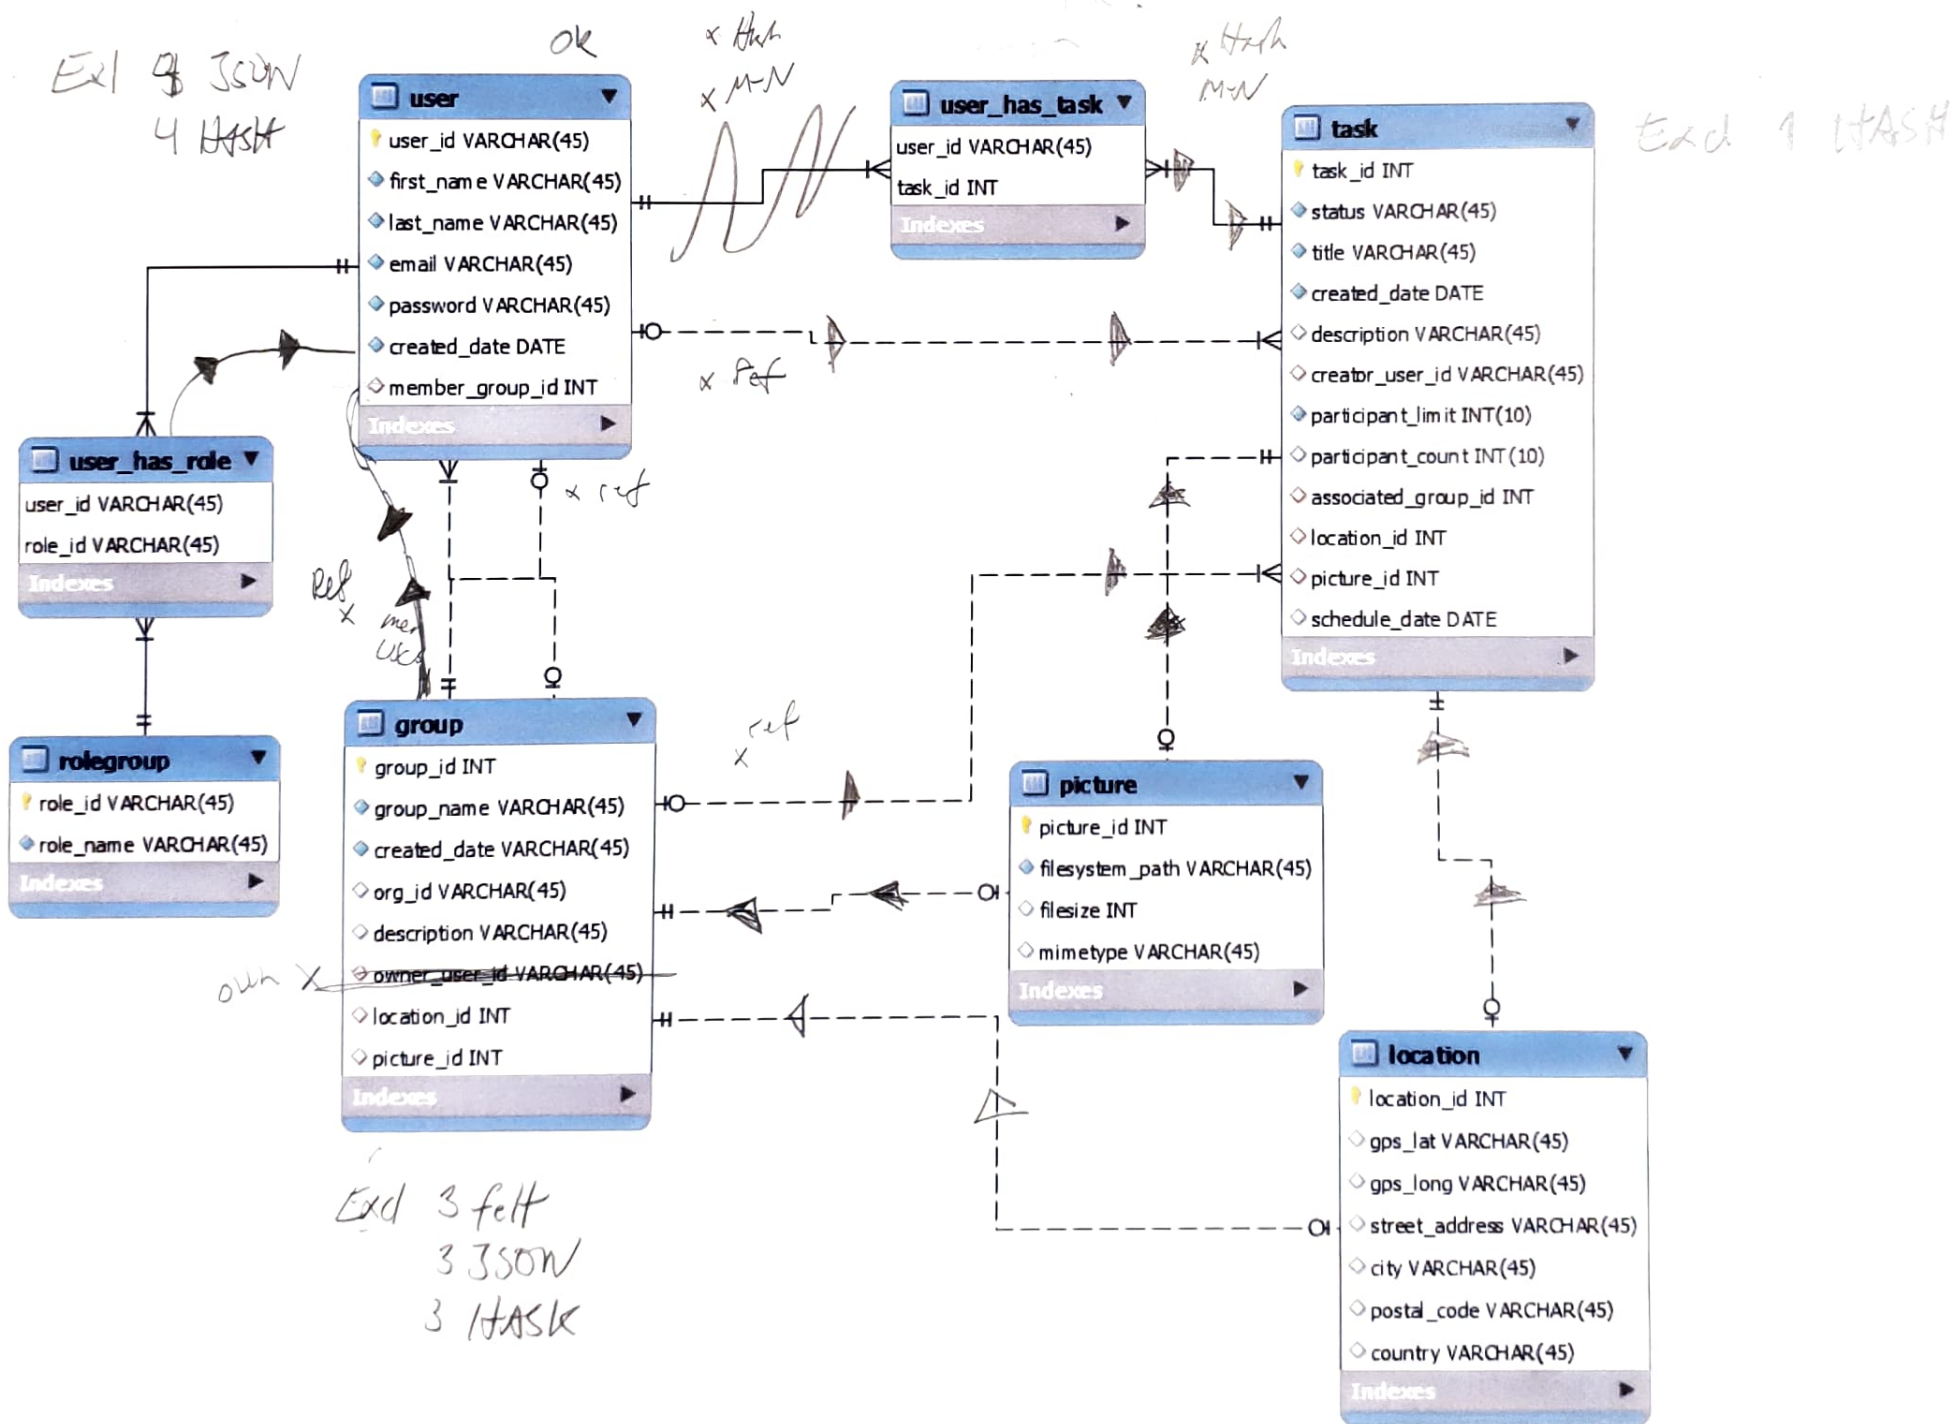 JSON
4 HASH
ok
x Hash
x M-N
x Hash
M-N
Excl 1 HASH
user
user_id VARCHAR(45)
first_name VARCHAR(45)
last_name VARCHAR(45)
email VARCHAR(45)
password VARCHAR(45)
created_date DATE
member_group_id INT
Indexes
user_has_task
user_id VARCHAR(45)
task_id INT
Indexes
task
task_id INT
status VARCHAR(45)
title VARCHAR(45)
created_date DATE
description VARCHAR(45)
creator_user_id VARCHAR(45)
participant_limit INT(10)
participant_count INT(10)
associated_group_id INT
location_id INT
picture_id INT
schedule_date DATE
Indexes
x Ref
x ref
user_has_role
user_id VARCHAR(45)
role_id VARCHAR(45)
Indexes
Ref
x
rolegroup
role_id VARCHAR(45)
role_name VARCHAR(45)
Indexes
group
group_id INT
group_name VARCHAR(45)
created_date VARCHAR(45)
org_id VARCHAR(45)
description VARCHAR(45)
owner_user_id VARCHAR(45)
location_id INT
picture_id INT
Indexes
x ref
own X
picture
picture_id INT
filesystem_path VARCHAR(45)
filesize INT
mimetype VARCHAR(45)
Indexes
location
location_id INT
gps_lat VARCHAR(45)
gps_long VARCHAR(45)
street_address VARCHAR(45)
city VARCHAR(45)
postal_code VARCHAR(45)
country VARCHAR(45)
Indexes
Excl 3 felt
3 JSON
3 HASH